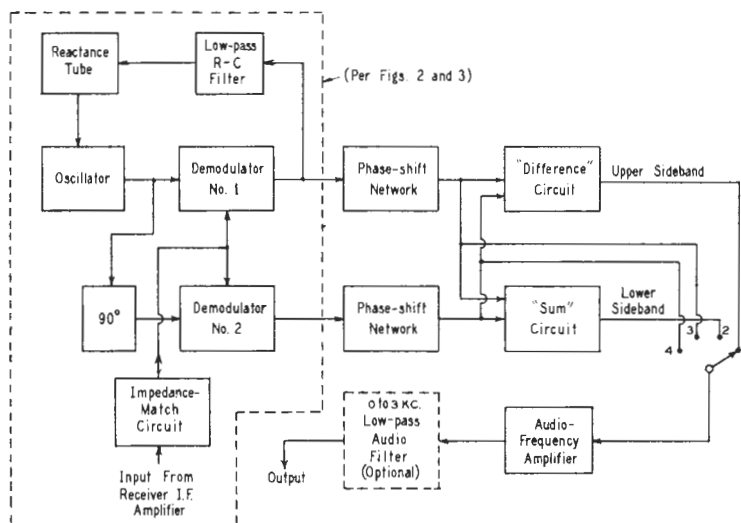 Reactance
Tube
Low-pass
R-C
Filter
(Per Figs. 2 and 3)
Oscillator
Demodulator
No. 1
Phase-shift
Network
"Difference"
Circuit
Upper Sideband
90°
Demodulator
No. 2
Phase-shift
Network
"Sum"
Circuit
Lower
Sideband
4
3
2
Impedance-
Match
Circuit
Input From
Receiver I.F.
Amplifier
Output
0 to 3 KC.
Low-pass
Audio
Filter
(Optional)
Audio-
Frequency
Amplifier